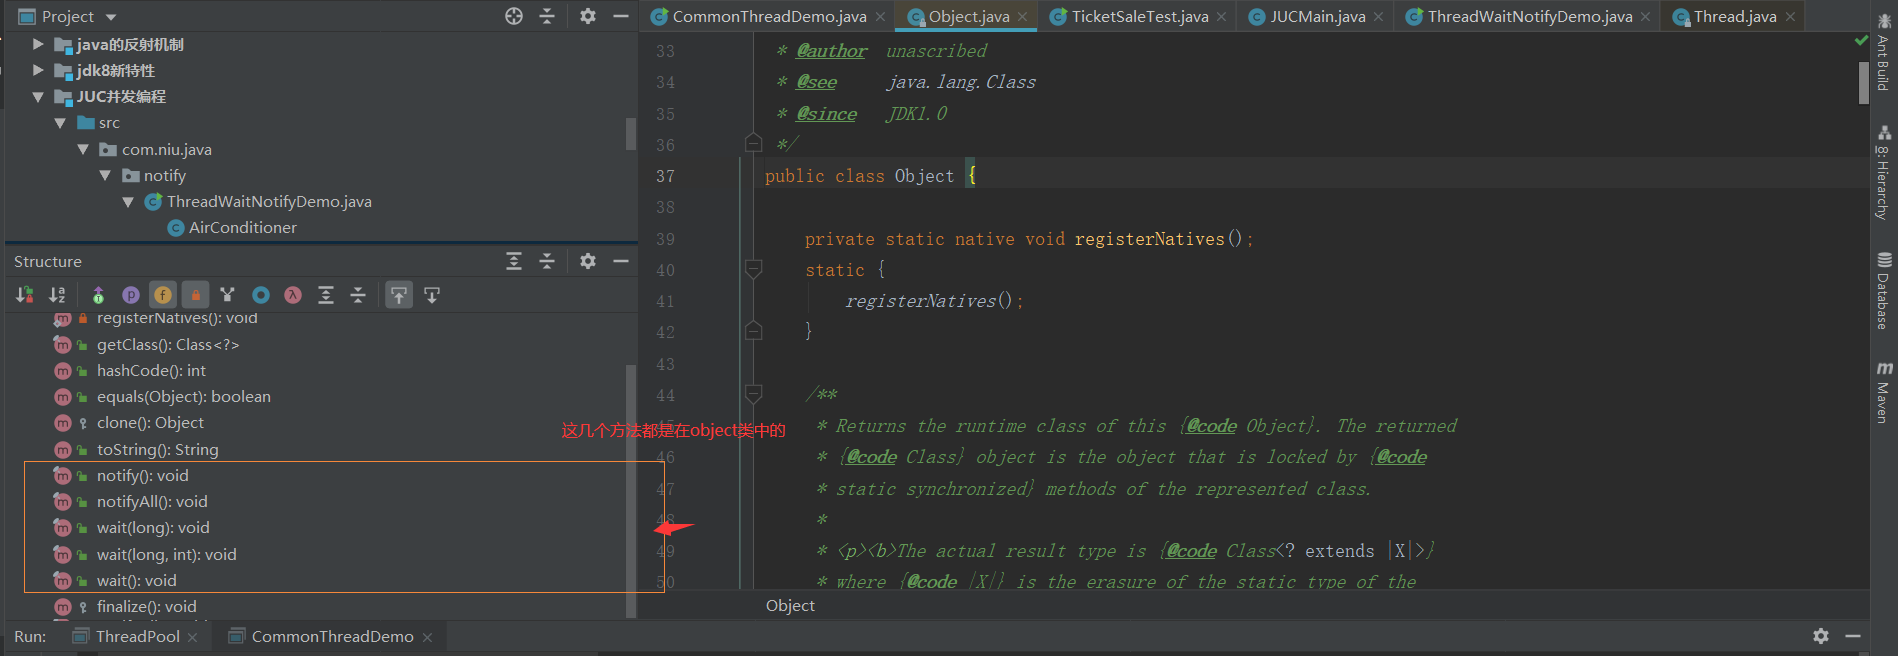 Project
java的反射机制
jdk8新特性
JUC并发编程
src
com.niu.java
notify
ThreadWaitNotifyDemo.java
AirConditioner
Structure
registerNatives(): void
getClass(): Class<?>
hashCode(): int
equals(Object): boolean
clone(): Object
toString(): String
notify(): void
notifyAll(): void
wait(long): void
wait(long, int): void
wait(): void
finalize(): void
这几个方法都是在object类中的
CommonThreadDemo.java
Object.java
TicketSaleTest.java
JUCMain.java
ThreadWaitNotifyDemo.java
Thread.java
33 * @author unascribed
34 * @see java.lang.Class
35 * @since JDK1.0
36 */
37 public class Object {
38
39 private static native void registerNatives();
40 static {
41 registerNatives();
42 }
43
44 /**
45 * Returns the runtime class of this {@code Object}. The returned
46 * {@code Class} object is the object that is locked by {@code
47 * static synchronized} methods of the represented class.
48 *
49 * <p><b>The actual result type is {@code Class<? extends |X|>}
50 * where {@code |X|} is the erasure of the static type of the
Object
Ant Build
8: Hierarchy
Database
m Maven
Run:
ThreadPool
CommonThreadDemo